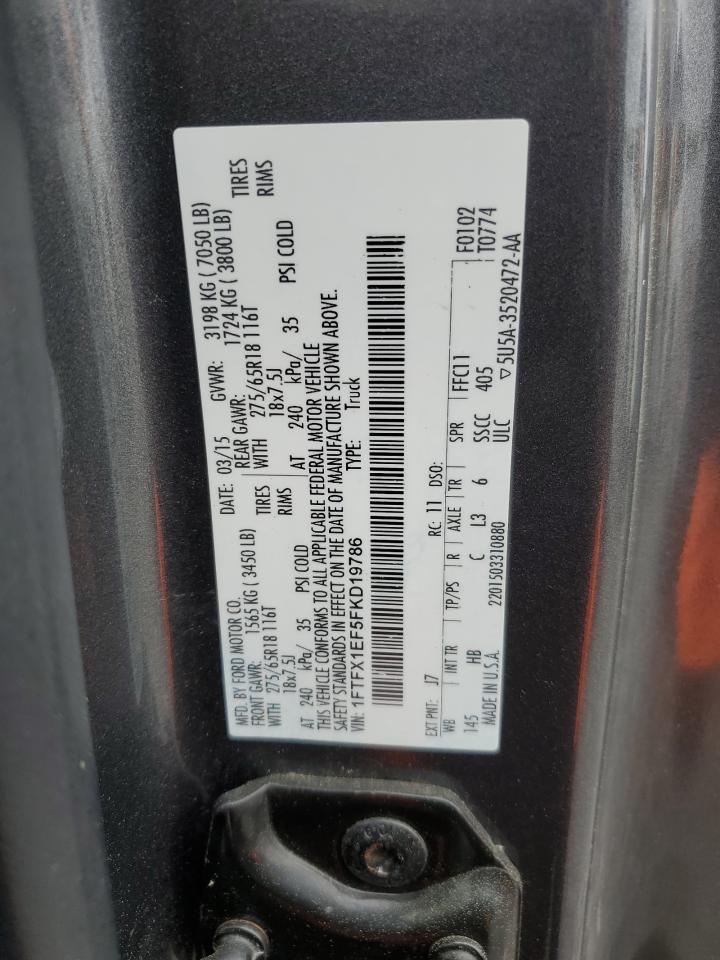 MFD. BY FORD MOTOR CO. DATE: 03/15 GVWR: 3198 KG ( 7050 LB)
FRONT GAWR: 1565 KG ( 3450 LB) REAR GAWR: 1724 KG ( 3800 LB)
WITH 275/65R18 116T TIRES WITH 275/65R18 116T TIRES
18x7.5J RIMS 18x7.5J RIMS
AT 240 kPa/ 35 PSI COLD AT 240 kPa/ 35 PSI COLD
THIS VEHICLE CONFORMS TO ALL APPLICABLE FEDERAL MOTOR VEHICLE
SAFETY STANDARDS IN EFFECT ON THE DATE OF MANUFACTURE SHOWN ABOVE.
VIN: 1FTFX1EF5FKD19786 TYPE: Truck
EXT PNT: J7 RC: 11 DSO: F0102
WB INT TR TP/PS R AXLE TR SPR FFC11 T0774
145 HB C L3 6 SSCC 405
MADE IN U.S.A. 2201503310880 ULC ▽5U5A-3520472-AA